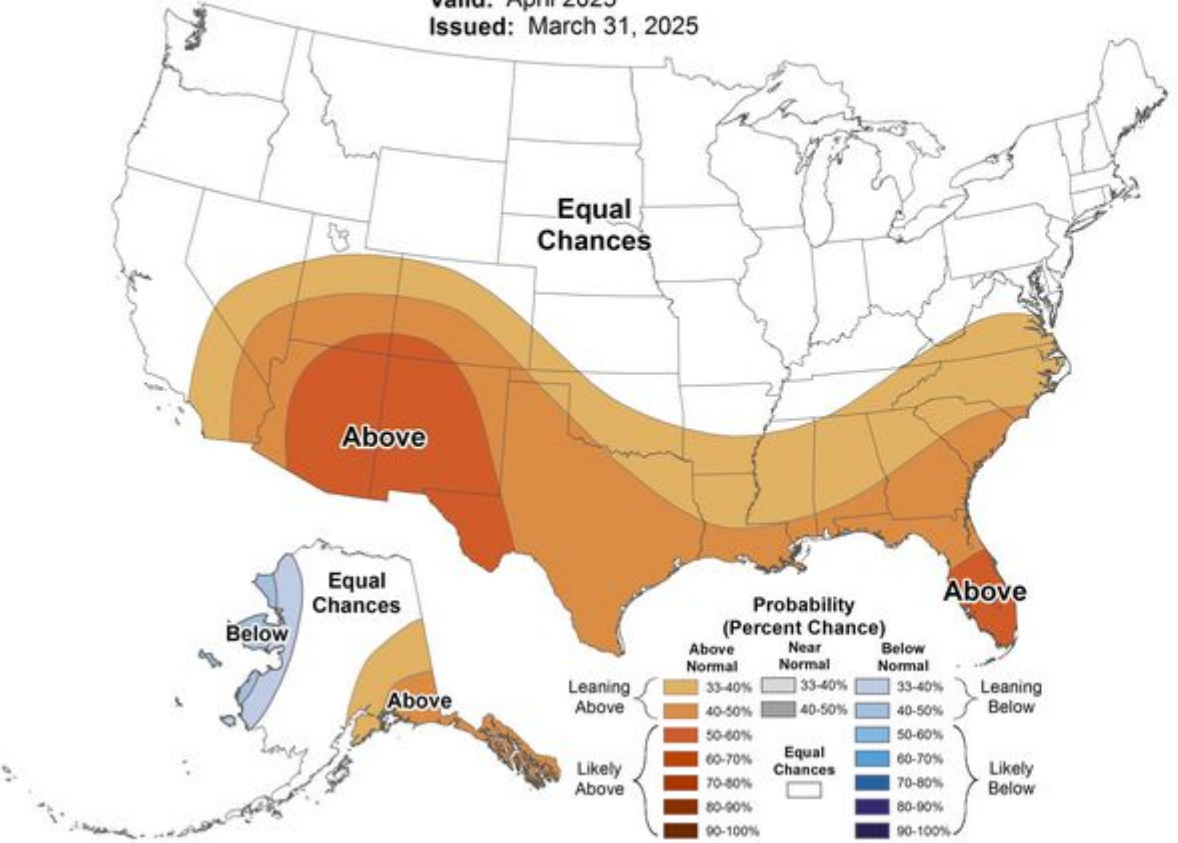 Valid: April 2025
Issued: March 31, 2025
Equal
Chances
Above
Above
Equal
Chances
Below
Above
Probability
(Percent Chance)
Above
Normal
Near
Normal
Below
Normal
Leaning
Above
33-40%
33-40%
33-40%
Leaning
Below
40-50%
40-50%
40-50%
50-60%
50-60%
Likely
Above
60-70%
Equal
Chances
60-70%
Likely
Below
70-80%
70-80%
80-90%
80-90%
90-100%
90-100%